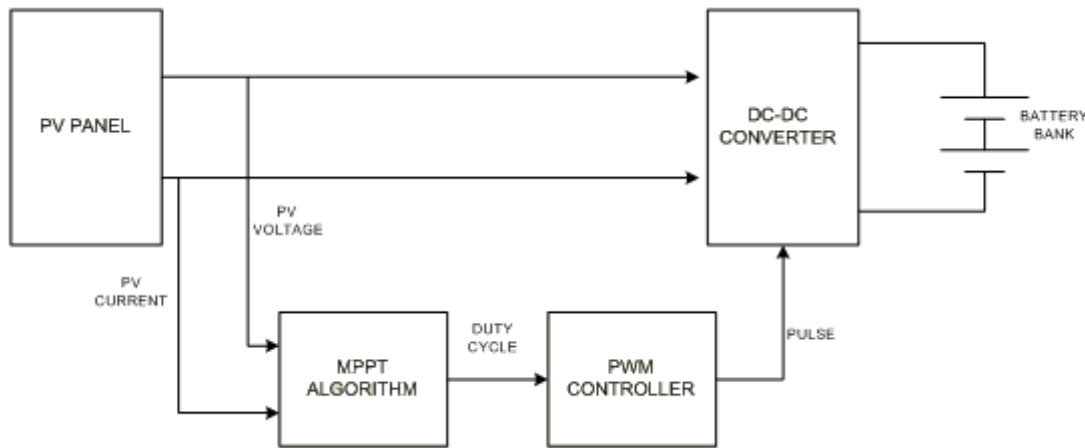 PV PANEL
DC-DC
CONVERTER
BATTERY
BANK
PV
VOLTAGE
PV
CURRENT
MPPT
ALGORITHM
DUTY
CYCLE
PWM
CONTROLLER
PULSE